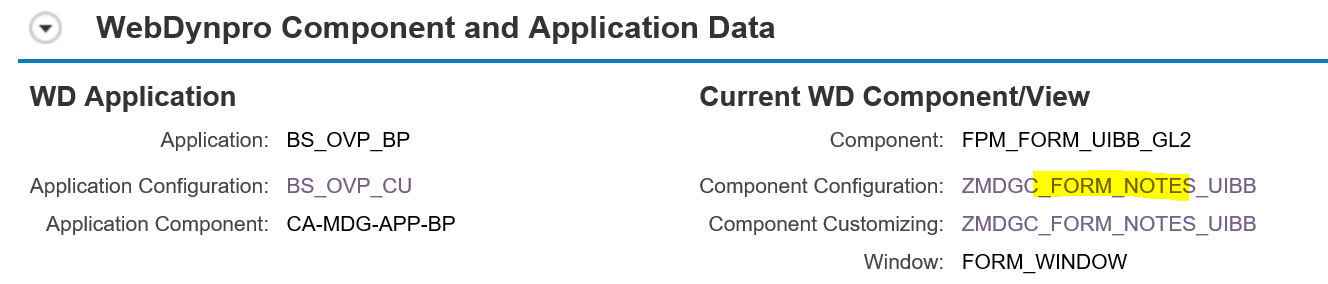 WebDynpro Component and Application Data
WD Application
Application: BS_OVP_BP
Application Configuration: BS_OVP_CU
Application Component: CA-MDG-APP-BP
Current WD Component/View
Component: FPM_FORM_UIBB_GL2
Component Configuration: ZMDGC_FORM_NOTES_UIBB
Component Customizing: ZMDGC_FORM_NOTES_UIBB
Window: FORM_WINDOW